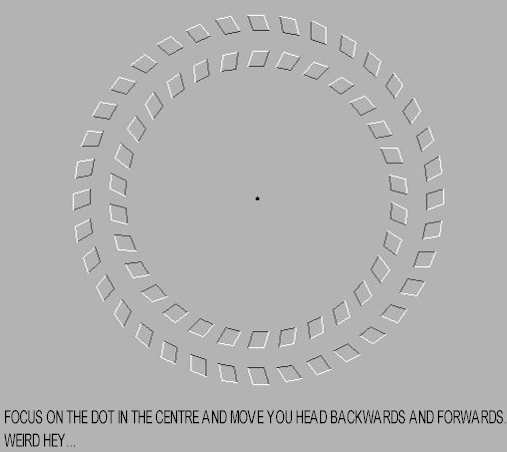 FOCUS ON THE DOT IN THE CENTRE AND MOVE YOU HEAD BACKWARDS AND FORWARDS.
WEIRD HEY...